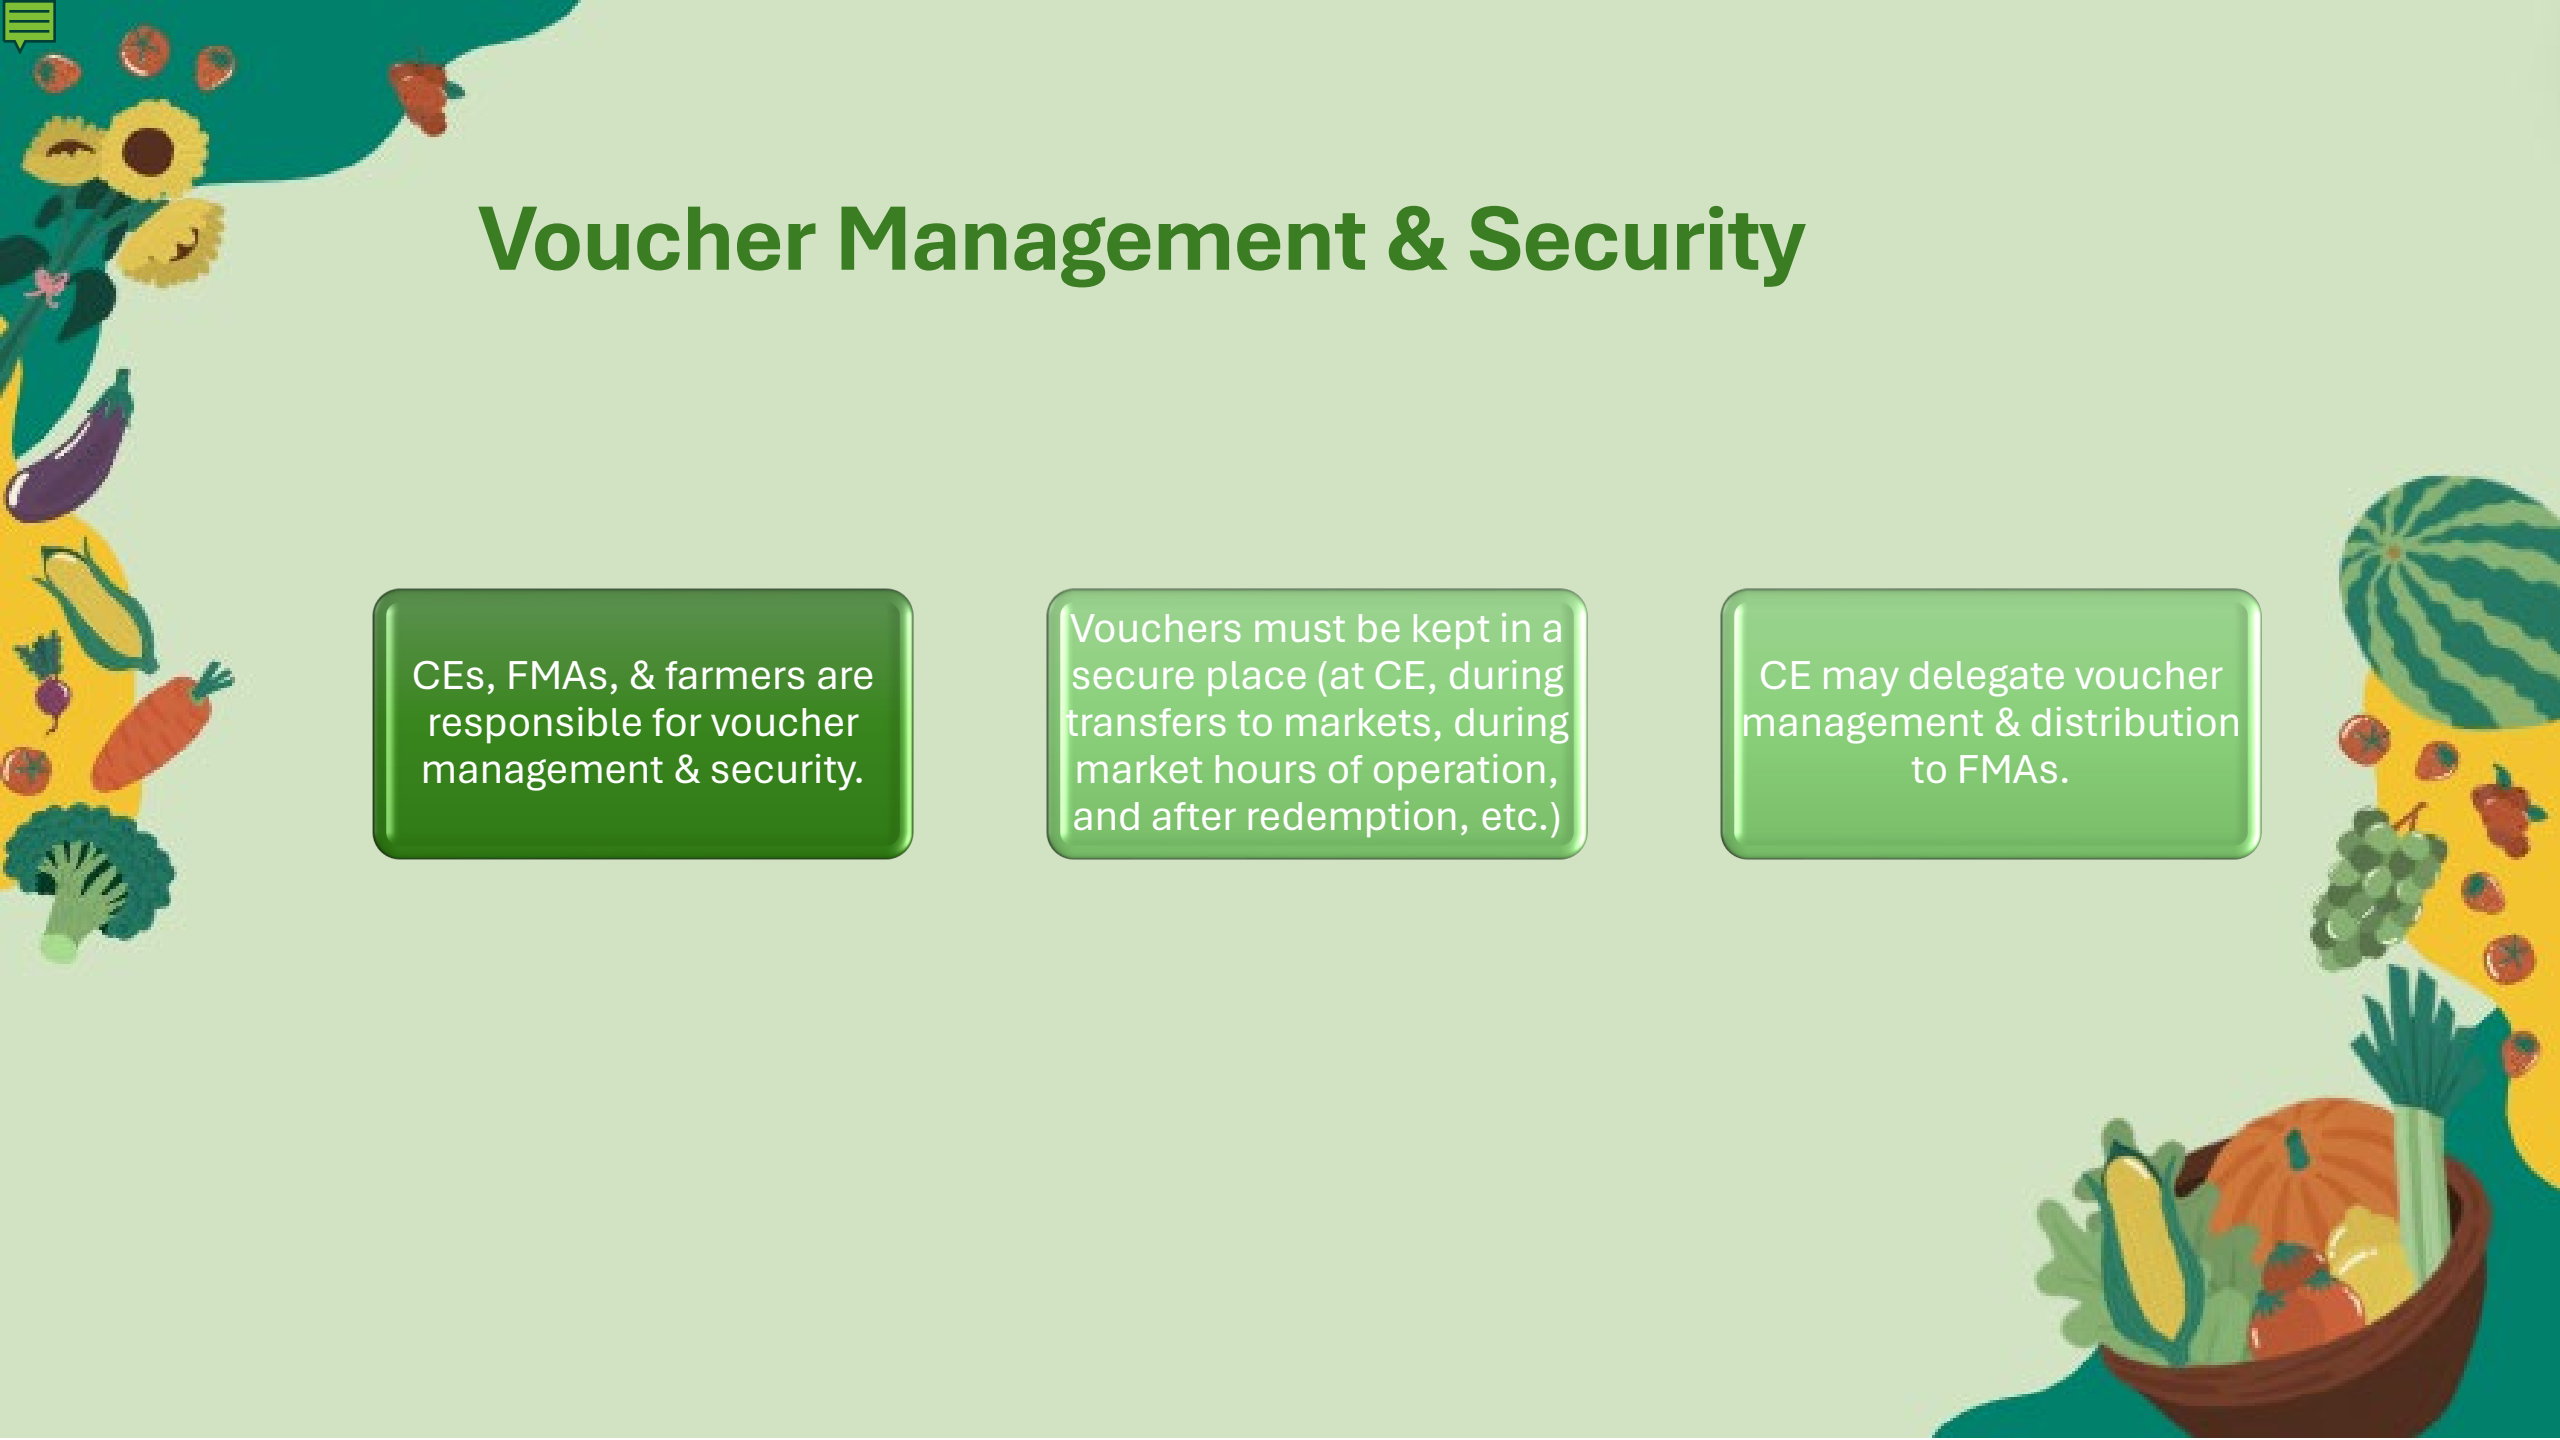 Voucher Management & Security
CEs, FMAs, & farmers are
responsible for voucher
management & security.
Vouchers must be kept in a
secure place (at CE, during
transfers to markets, during
market hours of operation,
and after redemption, etc.)
CE may delegate voucher
management & distribution
to FMAs.